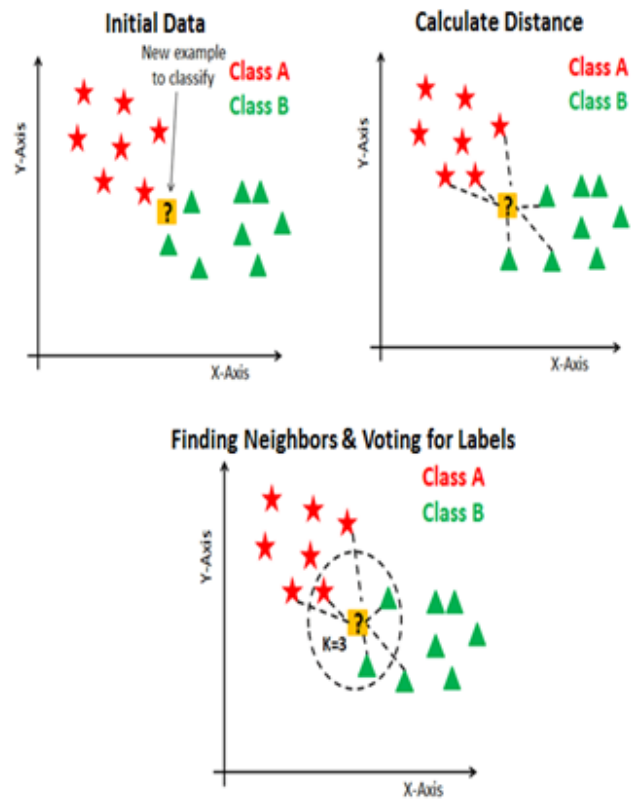 Initial Data
New example
to classify
Class A
Class B
?
Y-Axis
X-Axis
Calculate Distance
Class A
Class B
?
Y-Axis
X-Axis
Finding Neighbors & Voting for Labels
Class A
Class B
?
K=3
Y-Axis
X-Axis